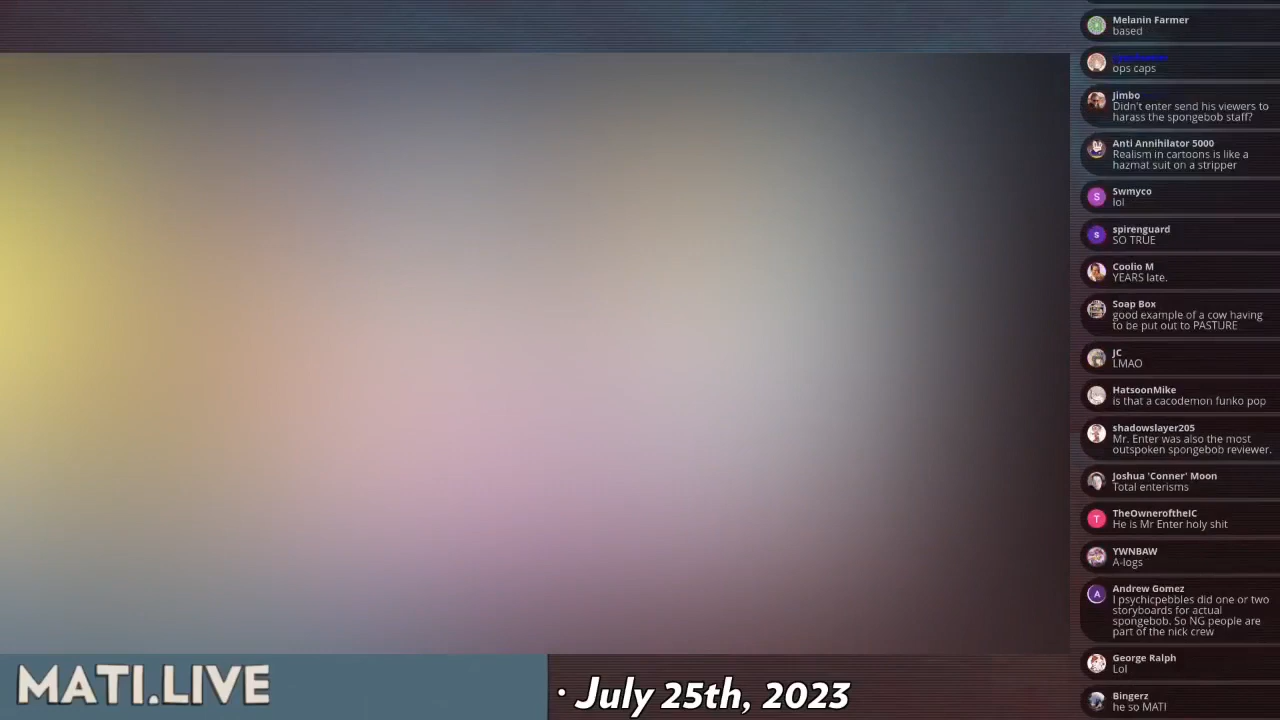 Melanin Farmer
based
ops caps
Jimbo
Didn't enter send his viewers to
harass the spongebob staff?
Anti Annihilator 5000
Realism in cartoons is like a
hazmat suit on a stripper
S
Swmyco
lol
s
spirenguard
SO TRUE
Coolio M
YEARS late.
Soap Box
good example of a cow having
to be put out to PASTURE
JC
LMAO
HatsoonMike
is that a cacodemon funko pop
shadowslayer205
Mr. Enter was also the most
outspoken spongebob reviewer.
Joshua 'Conner' Moon
Total enterisms
T
TheOwneroftheIC
He is Mr Enter holy shit
YWNBAW
A-logs
A
Andrew Gomez
I psychicpebbles did one or two
storyboards for actual
spongebob. So NG people are
part of the nick crew
George Ralph
Lol
Bingerz
he so MATI
MATI.LIVE
· July 25th, 2023